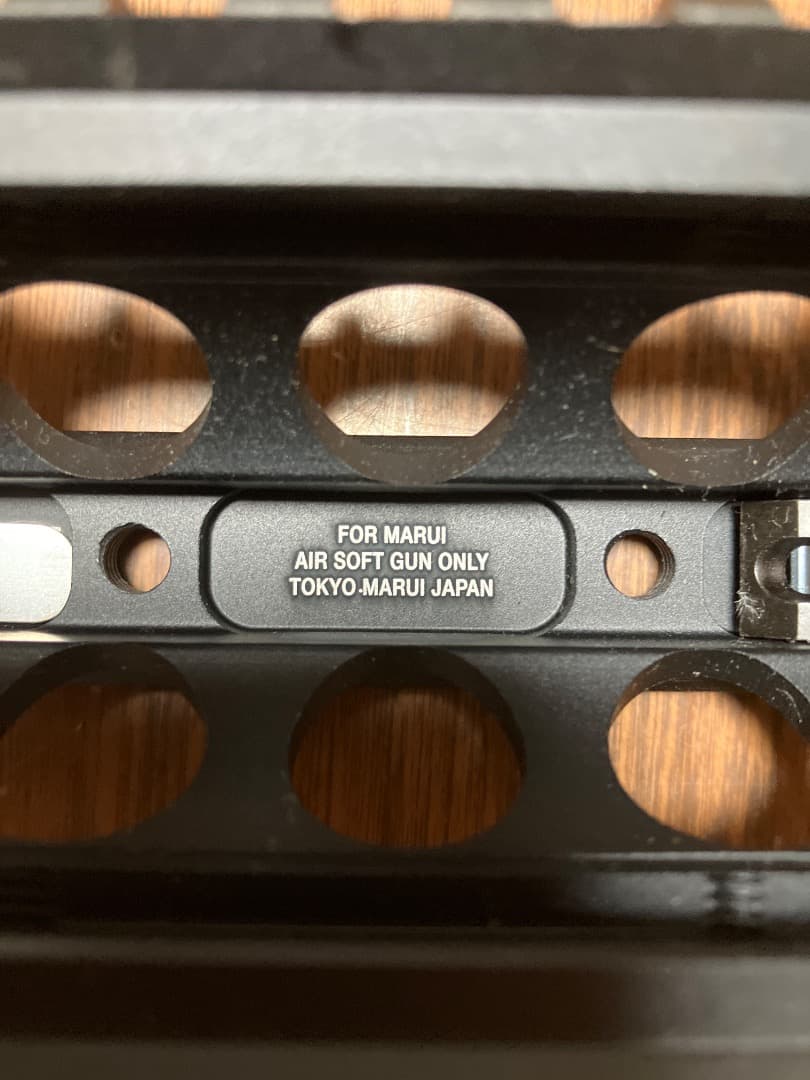 FOR MARUI
AIR SOFT GUN ONLY
TOKYO-MARUI JAPAN